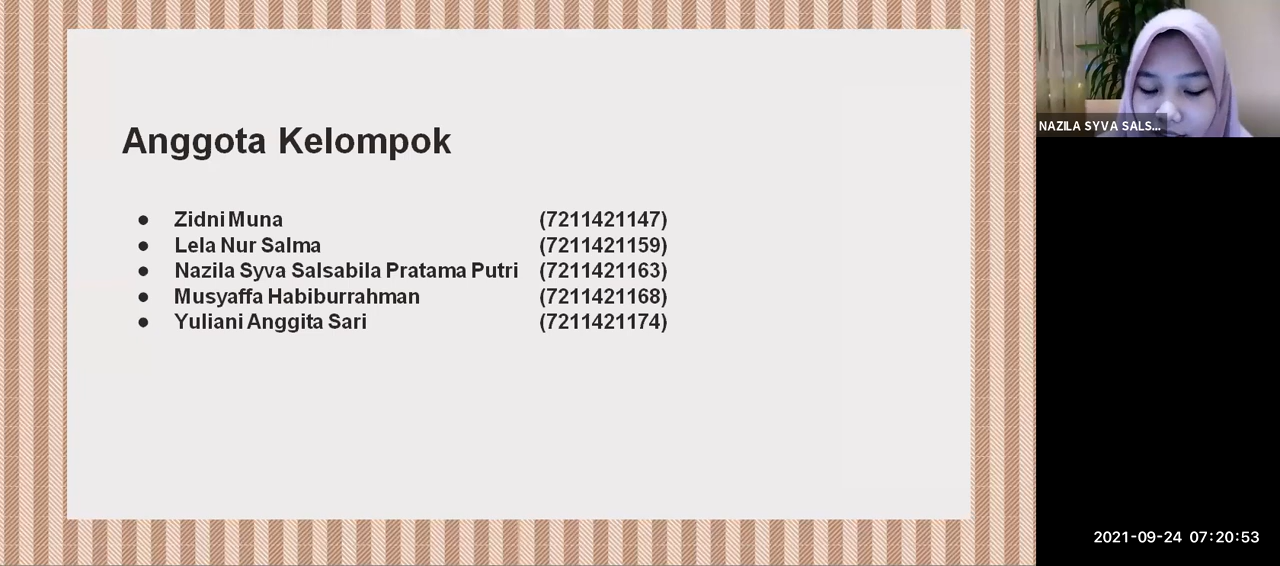 Anggota Kelompok
● Zidni Muna (7211421147)
● Lela Nur Salma (7211421159)
● Nazila Syva Salsabila Pratama Putri (7211421163)
● Musyaffa Habiburrahman (7211421168)
● Yuliani Anggita Sari (7211421174)
NAZILA SYVA SALS...
2021-09-24 07:20:53